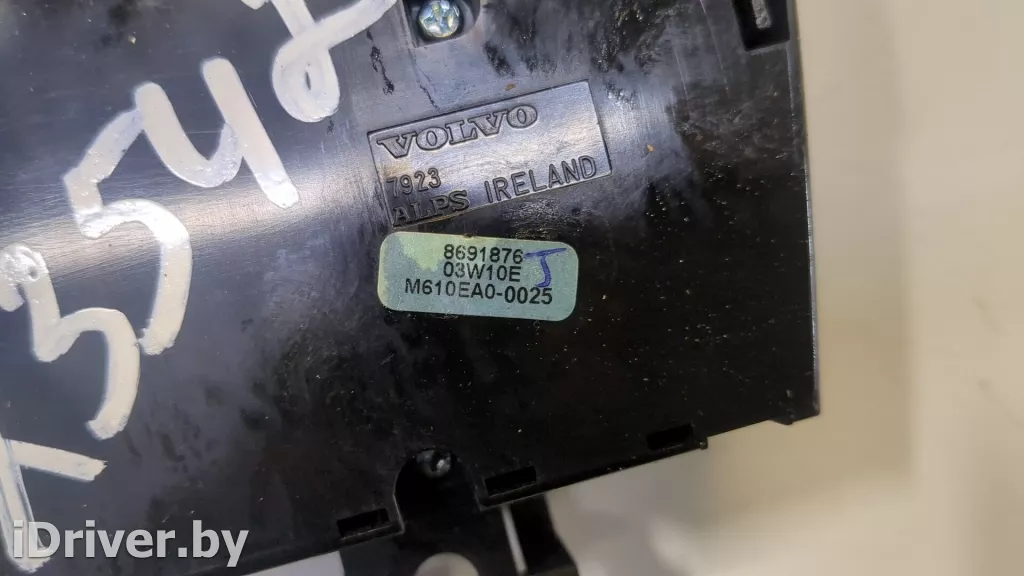 VOLVO
7923
ALPS IRELAND
8691876
03W10E J
M610EA0-0025
iDriver.by